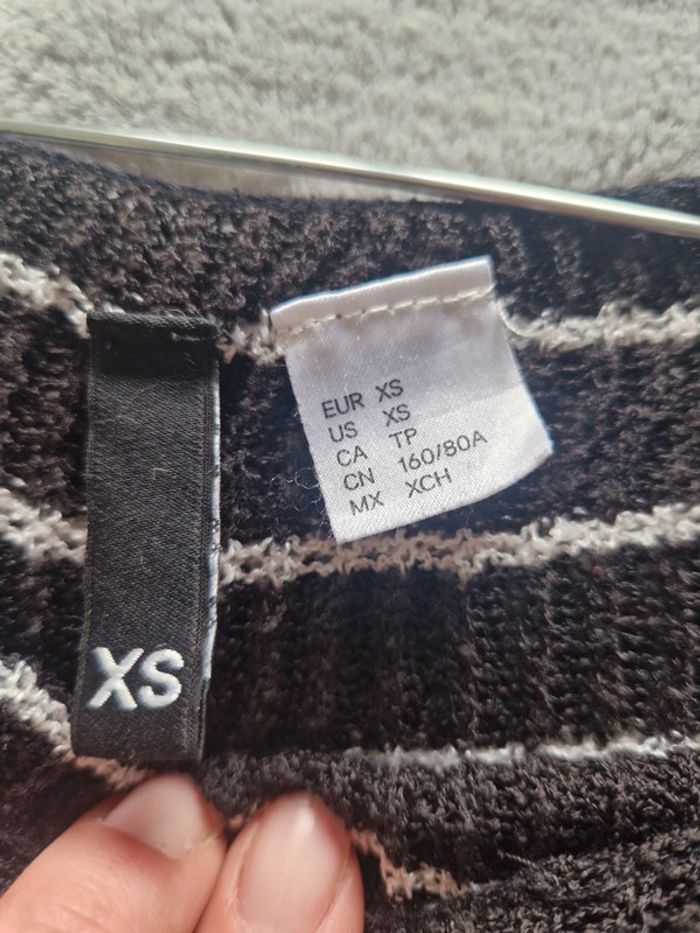 EUR XS
US XS
CA TP
CN 160/80A
MX XCH
XS